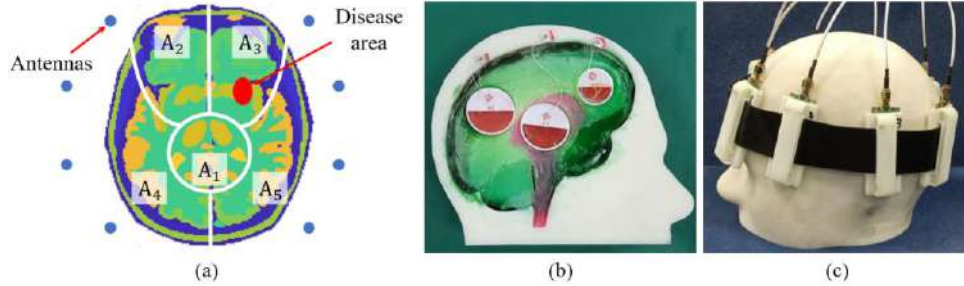 Antennas
A₂
A₃
Disease
area
A₁
A₄
A₅
(a)
(b)
(c)